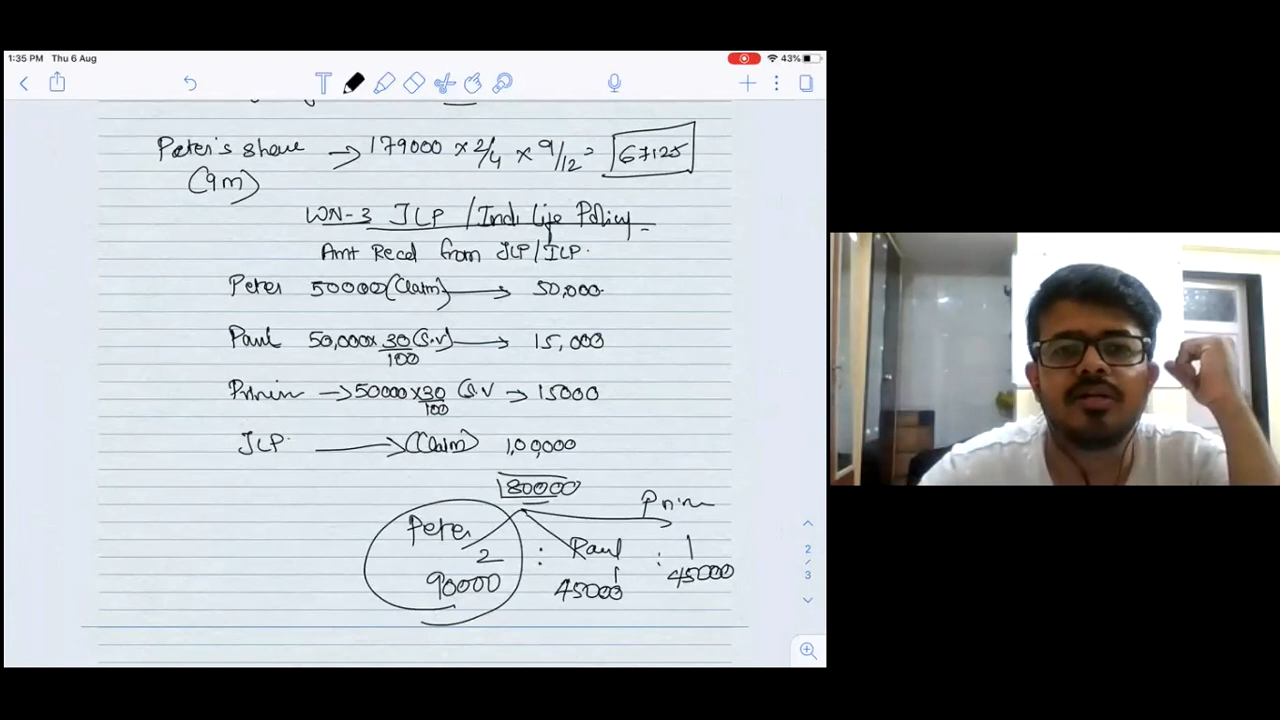 1:35 PM Thu 6 Aug
43%
T
Peter's share → 179000 × 2/4 × 9/12 = 67125
(9m)
WN-3 JLP / Indi Life Policy
Amt Recd from JLP/ILP.
Peter 50000 (Claim) → 50,000
Paul 50,000 × 30/100 (S.V) → 15,000
→ 50000 × 30/100 (S.V → 15000
JLP → (Claim) 1,00,000
180000
Peter : Paul : Prince
2 : 1 : 1
90000 45000 45000
2
/
3